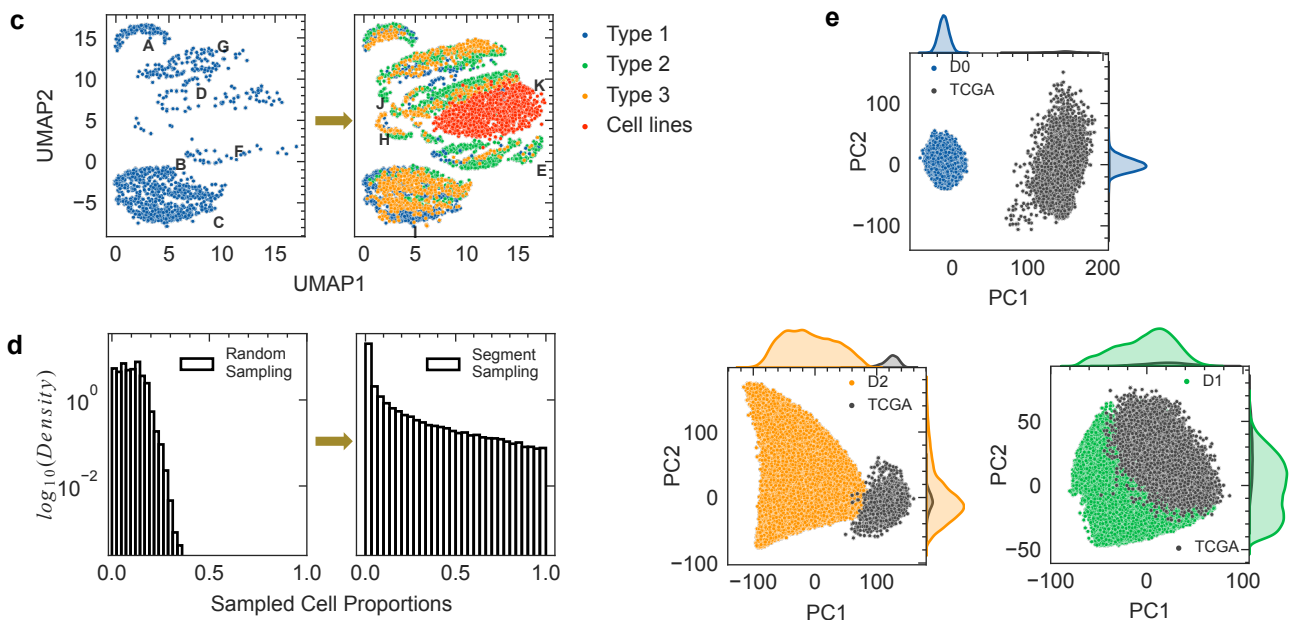 c
15
10
5
0
−5
UMAP2
A
G
D
F
B
C
0
5
10
15
K
J
H
E
I
0
5
10
15
UMAP1
Type 1
Type 2
Type 3
Cell lines
d
log10(Density)
10^0
10^−2
Random
Sampling
0.0
0.5
1.0
Segment
Sampling
0.0
0.5
1.0
Sampled Cell Proportions
e
D0
TCGA
PC2
100
0
−100
0
100
200
PC1
D2
TCGA
PC2
100
0
−100
−100
0
100
PC1
D1
TCGA
PC2
50
0
−50
−100
0
100
PC1